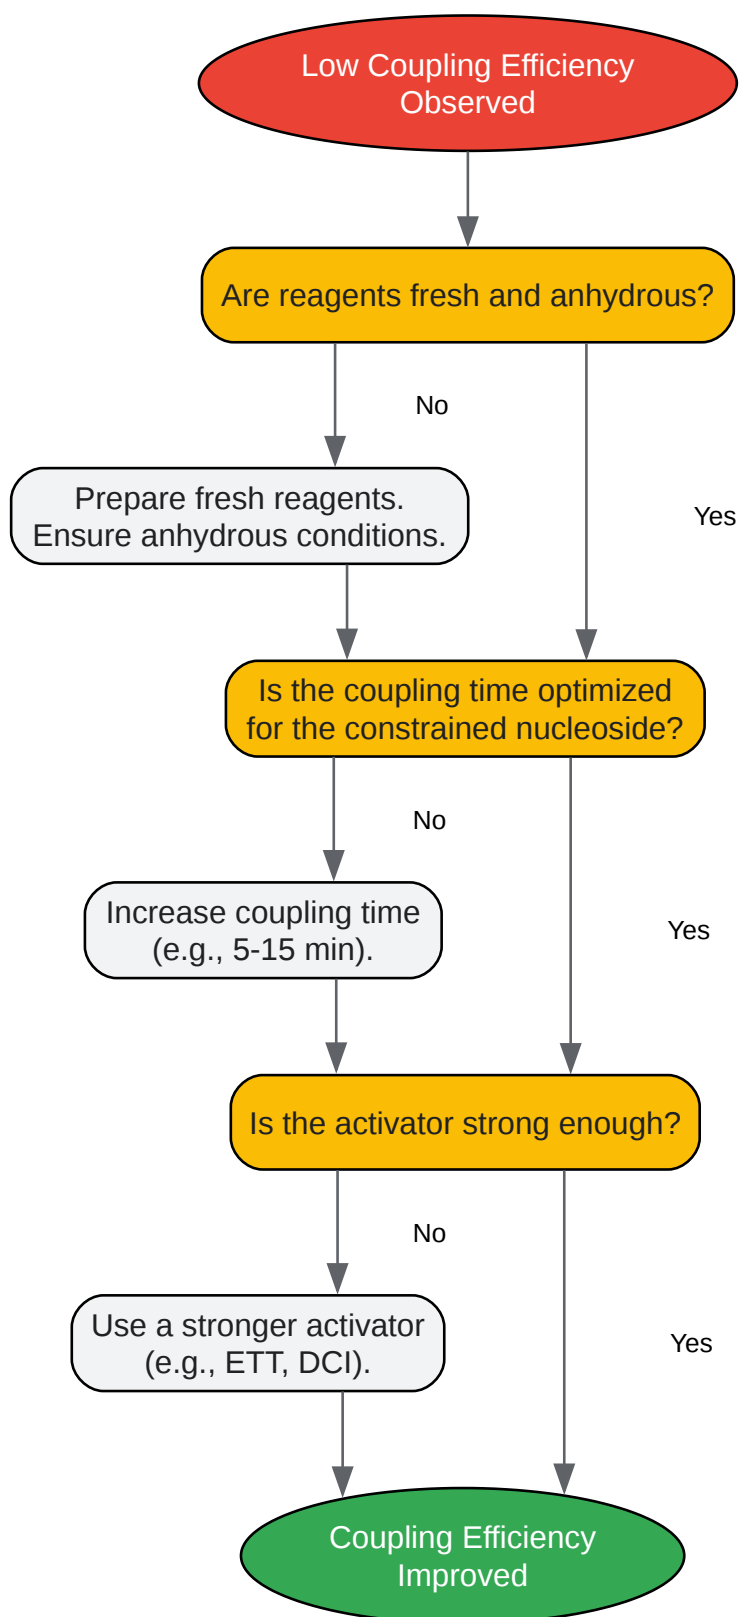 Low Coupling Efficiency
Observed
Are reagents fresh and anhydrous?
No
Prepare fresh reagents.
Ensure anhydrous conditions.
Yes
Is the coupling time optimized
for the constrained nucleoside?
No
Increase coupling time
(e.g., 5-15 min).
Yes
Is the activator strong enough?
No
Use a stronger activator
(e.g., ETT, DCI).
Yes
Coupling Efficiency
Improved